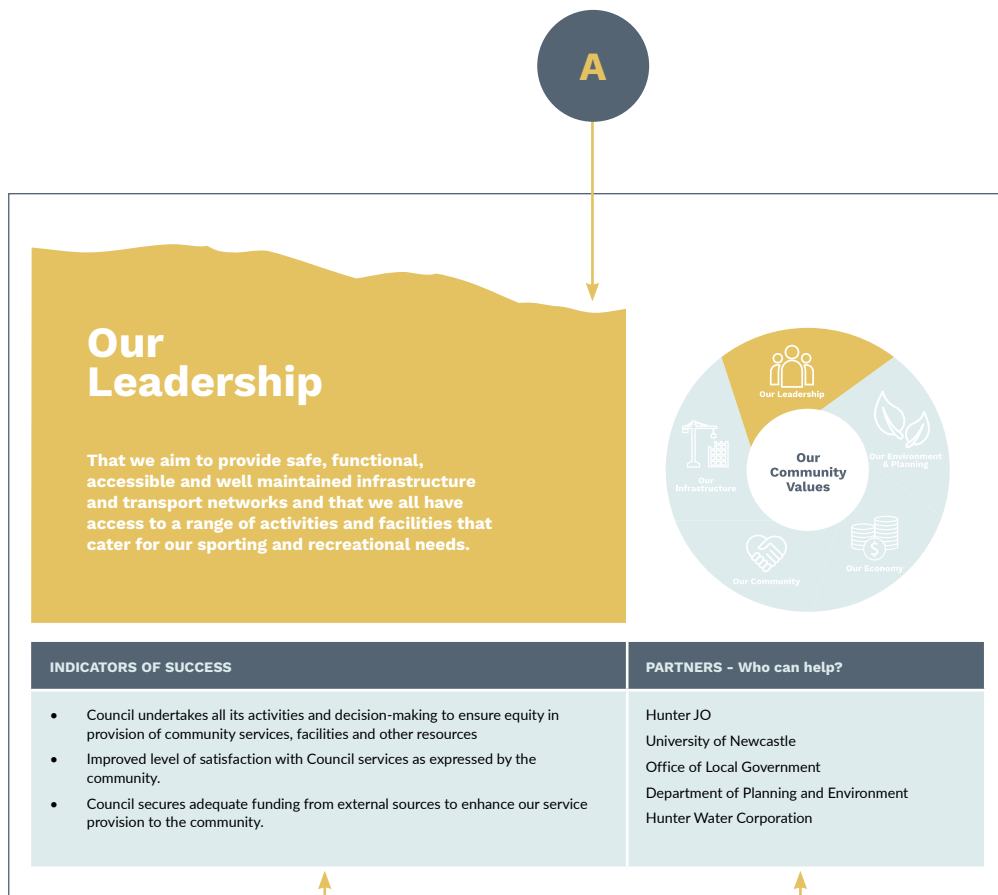 A
Our
Leadership
That we aim to provide safe, functional,
accessible and well maintained infrastructure
and transport networks and that we all have
access to a range of activities and facilities that
cater for our sporting and recreational needs.
Our Leadership
Our Environment
& Planning
Our
Infrastructure
Our
Community
Values
$
Our Economy
Our Community
INDICATORS OF SUCCESS
• Council undertakes all its activities and decision-making to ensure equity in
provision of community services, facilities and other resources
• Improved level of satisfaction with Council services as expressed by the
community.
• Council secures adequate funding from external sources to enhance our service
provision to the community.
PARTNERS - Who can help?
Hunter JO
University of Newcastle
Office of Local Government
Department of Planning and Environment
Hunter Water Corporation